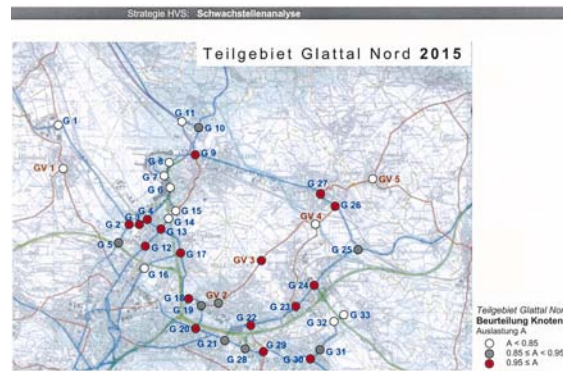 Strategie HVS: Schwachstellenanalyse
Teilgebiet Glattal Nord 2015
G 11
G 1
G 10
G 9
G 8
GV 1
G 7
GV 5
G 6
G 27
G 26
G 15
G 4
G 3
G 2
G 14
GV 4
G 13
G 5
G 12
G 25
G 17
GV 3
G 16
G 24
G 18
GV 2
G 19
G 23
G 33
G 32
G 20
G 22
G 21
G 28
G 29
G 31
G 30
Teilgebiet Glattal Nord
Beurteilung Knoten
Auslastung A
A < 0.85
0.85 ≤ A < 0.95
0.95 ≤ A